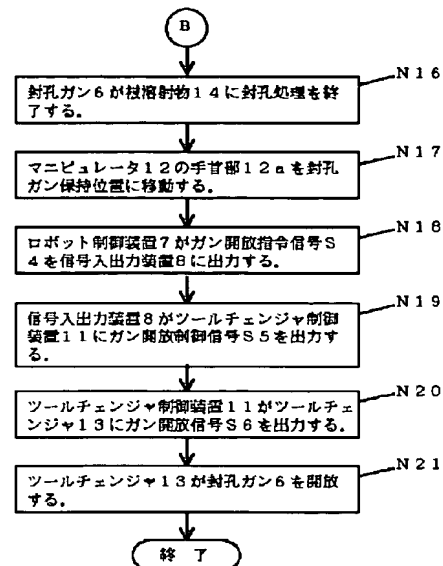 B
N16
封孔ガン6が被溶射物14に封孔処理を終
了する。
N17
マニピュレータ12の手首部12aを封孔
ガン保持位置に移動する。
N18
ロボット制御装置7がガン開放指令信号S
4を信号入出力装置8に出力する。
N19
信号入出力装置8がツールチェンジャ制御
装置11にガン開放制御信号S5を出力す
る。
N20
ツールチェンジャ制御装置11がツールチェ
ンジャ13にガン開放信号S6を出力する。
N21
ツールチェンジャ13が封孔ガン6を開放
する。
終 了